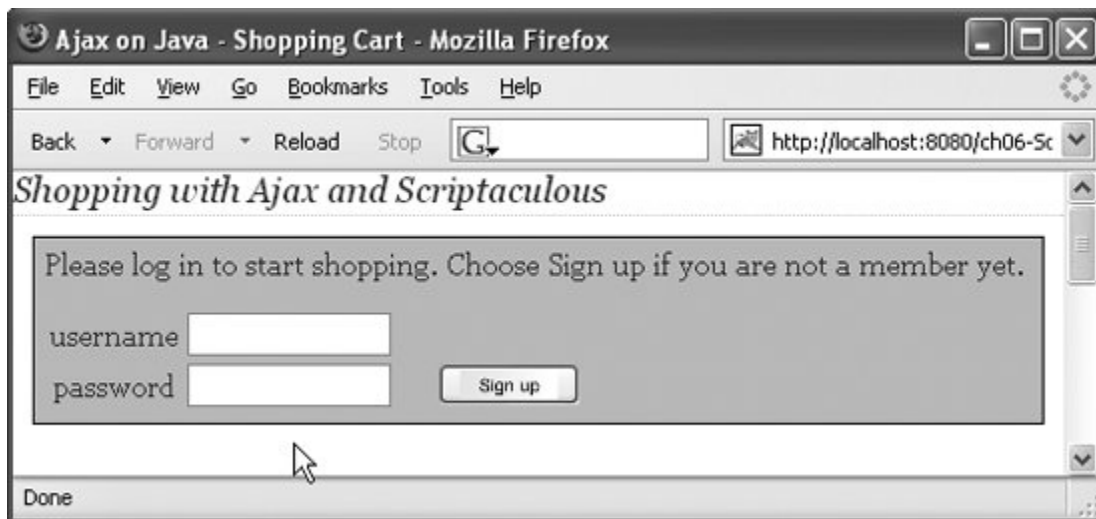 Ajax on Java - Shopping Cart - Mozilla Firefox
File Edit View Go Bookmarks Tools Help
Back Forward Reload Stop G http://localhost:8080/ch06-Sc
Shopping with Ajax and Scriptaculous
Please log in to start shopping. Choose Sign up if you are not a member yet.
username
password Sign up
Done